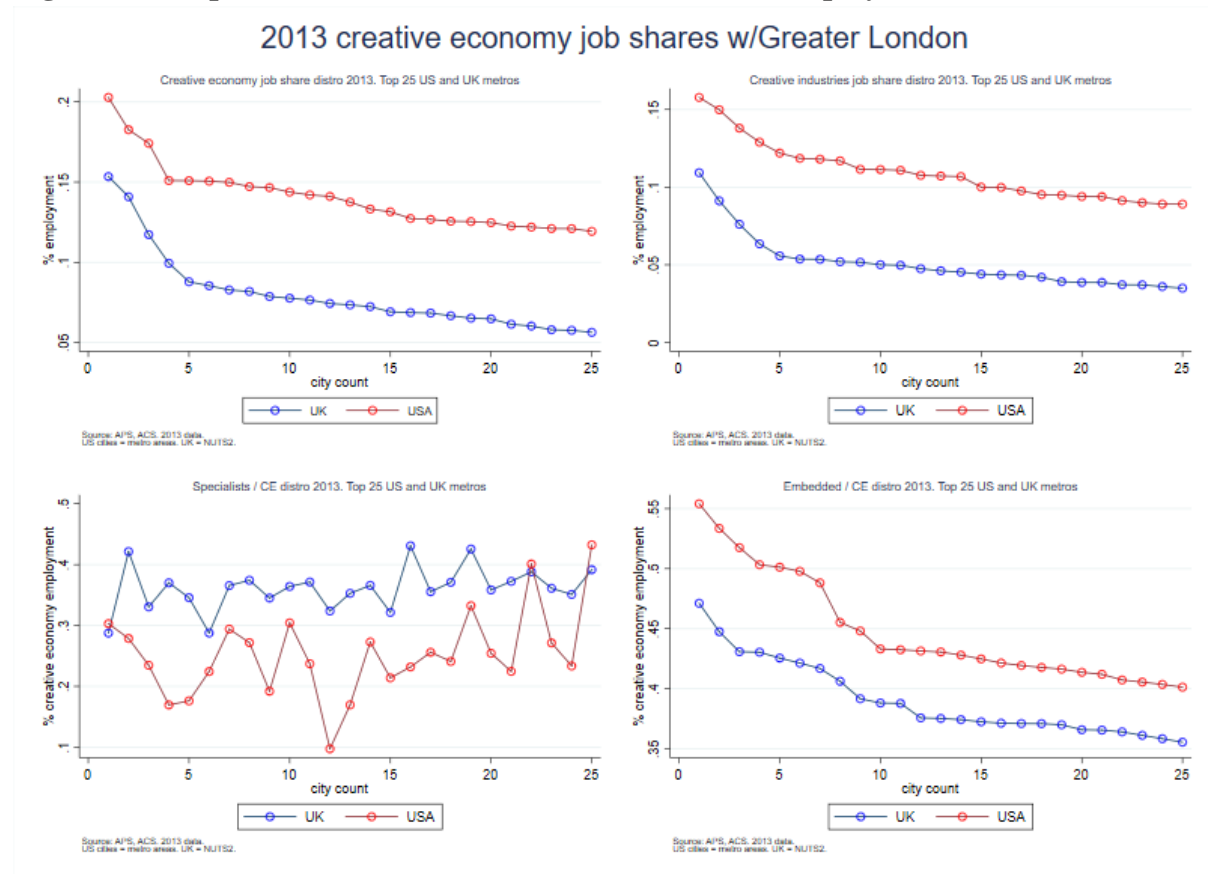 2013 creative economy job shares w/Greater London
Creative economy job share distro 2013. Top 25 US and UK metros
% employment
.2
.15
.1
.05
0 5 10 15 20 25
city count
UK USA
Source: APS, ACS. 2013 data.
US cities = metro areas. UK = NUTS2.
Creative industries job share distro 2013. Top 25 US and UK metros
% employment
.15
.1
.05
0
0 5 10 15 20 25
city count
UK USA
Source: APS, ACS. 2013 data.
US cities = metro areas. UK = NUTS2.
Specialists / CE distro 2013. Top 25 US and UK metros
% creative economy employment
.5
.4
.3
.2
.1
0 5 10 15 20 25
city count
UK USA
Source: APS, ACS. 2013 data.
US cities = metro areas. UK = NUTS2.
Embedded / CE distro 2013. Top 25 US and UK metros
% creative economy employment
.55
.5
.45
.4
.35
0 5 10 15 20 25
city count
UK USA
Source: APS, ACS. 2013 data.
US cities = metro areas. UK = NUTS2.